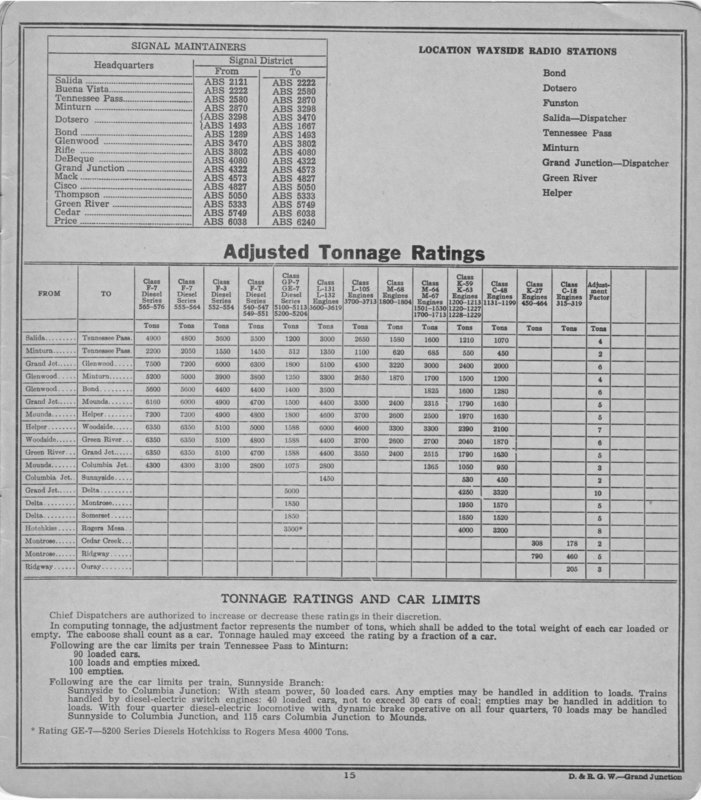 SIGNAL MAINTAINERS
Headquarters Signal District
From To
Salida ABS 2121 ABS 2222
Buena Vista ABS 2222 ABS 2580
Tennessee Pass ABS 2580 ABS 2870
Minturn ABS 2870 ABS 3298
Dotsero {ABS 3298 ABS 3470
}ABS 1493 ABS 1667
Bond ABS 1289 ABS 1493
Glenwood ABS 3470 ABS 3802
Rifle ABS 3802 ABS 4080
DeBeque ABS 4080 ABS 4322
Grand Junction ABS 4322 ABS 4573
Mack ABS 4573 ABS 4827
Cisco ABS 4827 ABS 5050
Thompson ABS 5050 ABS 5333
Green River ABS 5333 ABS 5749
Cedar ABS 5749 ABS 6038
Price ABS 6038 ABS 6240
LOCATION WAYSIDE RADIO STATIONS
Bond
Dotsero
Funston
Salida—Dispatcher
Tennessee Pass
Minturn
Grand Junction—Dispatcher
Green River
Helper
Adjusted Tonnage Ratings
FROM TO Class F-7 Diesel Series 565-576 Class F-7 Diesel Series 555-564 Class F-3 Diesel Series 552-554 Class F-T Diesel Series 540-547 549-551 Class GP-7 GE-7 Diesel Series 5100-5113 5200-5204 Class L-131 L-132 Engines 3600-3619 Class L-105 Engines 3700-3713 Class M-68 Engines 1800-1804 Class M-64 M-67 Engines 1501-1530 1700-1713 Class K-59 K-63 Engines 1200-1213 1220-1227 1228-1229 Class C-48 Engines 1131-1199 Class K-27 Engines 450-464 Class C-18 Engines 315-319 Adjust-ment Factor
Tons Tons Tons Tons Tons Tons Tons Tons Tons Tons Tons Tons Tons Tons
Salida Tennessee Pass. 4900 4800 3600 3500 1200 3000 2650 1580 1600 1210 1070 4
Minturn Tennessee Pass. 2200 2050 1550 1450 512 1350 1100 620 685 550 450 2
Grand Jct. Glenwood 7500 7200 6000 6300 1800 5100 4500 3220 3000 2400 2000 6
Glenwood Minturn 5200 5000 3900 3800 1250 3300 2650 1870 1700 1500 1200 4
Glenwood Bond 5600 5600 4400 4400 1400 3500 1825 1600 1280 6
Grand Jct. Mounds 6160 6000 4900 4700 1500 4400 3500 2400 2315 1790 1630 5
Mounds Helper 7200 7200 4900 4800 1800 4600 3700 2600 2500 1970 1630 5
Helper Woodside 6350 6350 5100 5000 1588 6000 4600 3300 3300 2390 2100 7
Woodside Green River 6350 6350 5100 4800 1588 4400 3700 2600 2700 2040 1870 6
Green River Grand Jct. 6350 6350 5100 4700 1588 4400 3550 2400 2515 1790 1630 5
Mounds Columbia Jct. 4300 4300 3100 2800 1075 2800 1365 1050 950 3
Columbia Jct. Sunnyside 1450 530 450 2
Grand Jct. Delta 5000 4250 3320 10
Delta Montrose 1850 1950 1570 5
Delta Somerset 1850 1650 1520 5
Hotchkiss Rogers Mesa 3500* 4000 3200 8
Montrose Cedar Creek 308 178 2
Montrose Ridgway 790 460 5
Ridgway Ouray 205 3
TONNAGE RATINGS AND CAR LIMITS
Chief Dispatchers are authorized to increase or decrease these ratings in their discretion.
In computing tonnage, the adjustment factor represents the number of tons, which shall be added to the total weight of each car loaded or
empty. The caboose shall count as a car. Tonnage hauled may exceed the rating by a fraction of a car.
Following are the car limits per train Tennessee Pass to Minturn:
90 loaded cars.
100 loads and empties mixed.
100 empties.
Following are the car limits per train, Sunnyside Branch:
Sunnyside to Columbia Junction: With steam power, 50 loaded cars. Any empties may be handled in addition to loads. Trains
handled by diesel-electric switch engines: 40 loaded cars, not to exceed 30 cars of coal; empties may be handled in addition to
loads. With four quarter diesel-electric locomotive with dynamic brake operative on all four quarters, 70 loads may be handled
Sunnyside to Columbia Junction, and 115 cars Columbia Junction to Mounds.
* Rating GE-7—5200 Series Diesels Hotchkiss to Rogers Mesa 4000 Tons.
15
D. & R. G. W.—Grand Junction